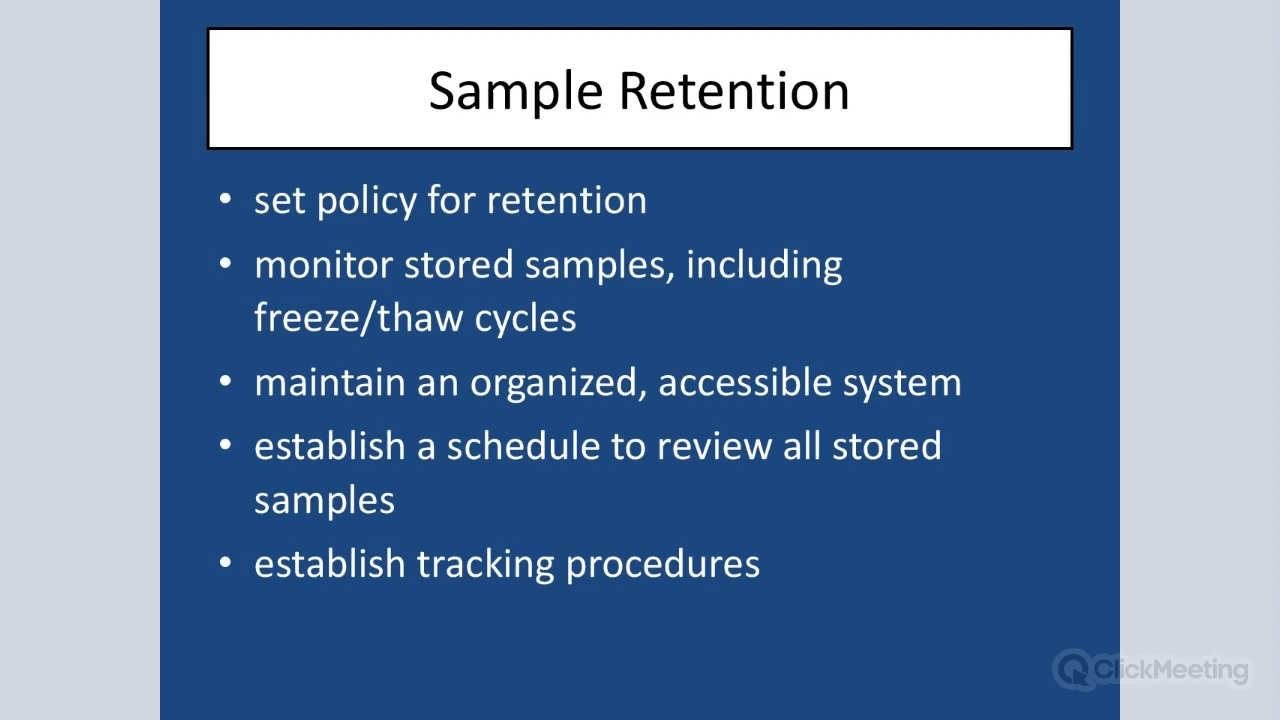 Sample Retention
• set policy for retention
• monitor stored samples, including
freeze/thaw cycles
• maintain an organized, accessible system
• establish a schedule to review all stored
samples
• establish tracking procedures
ClickMeeting